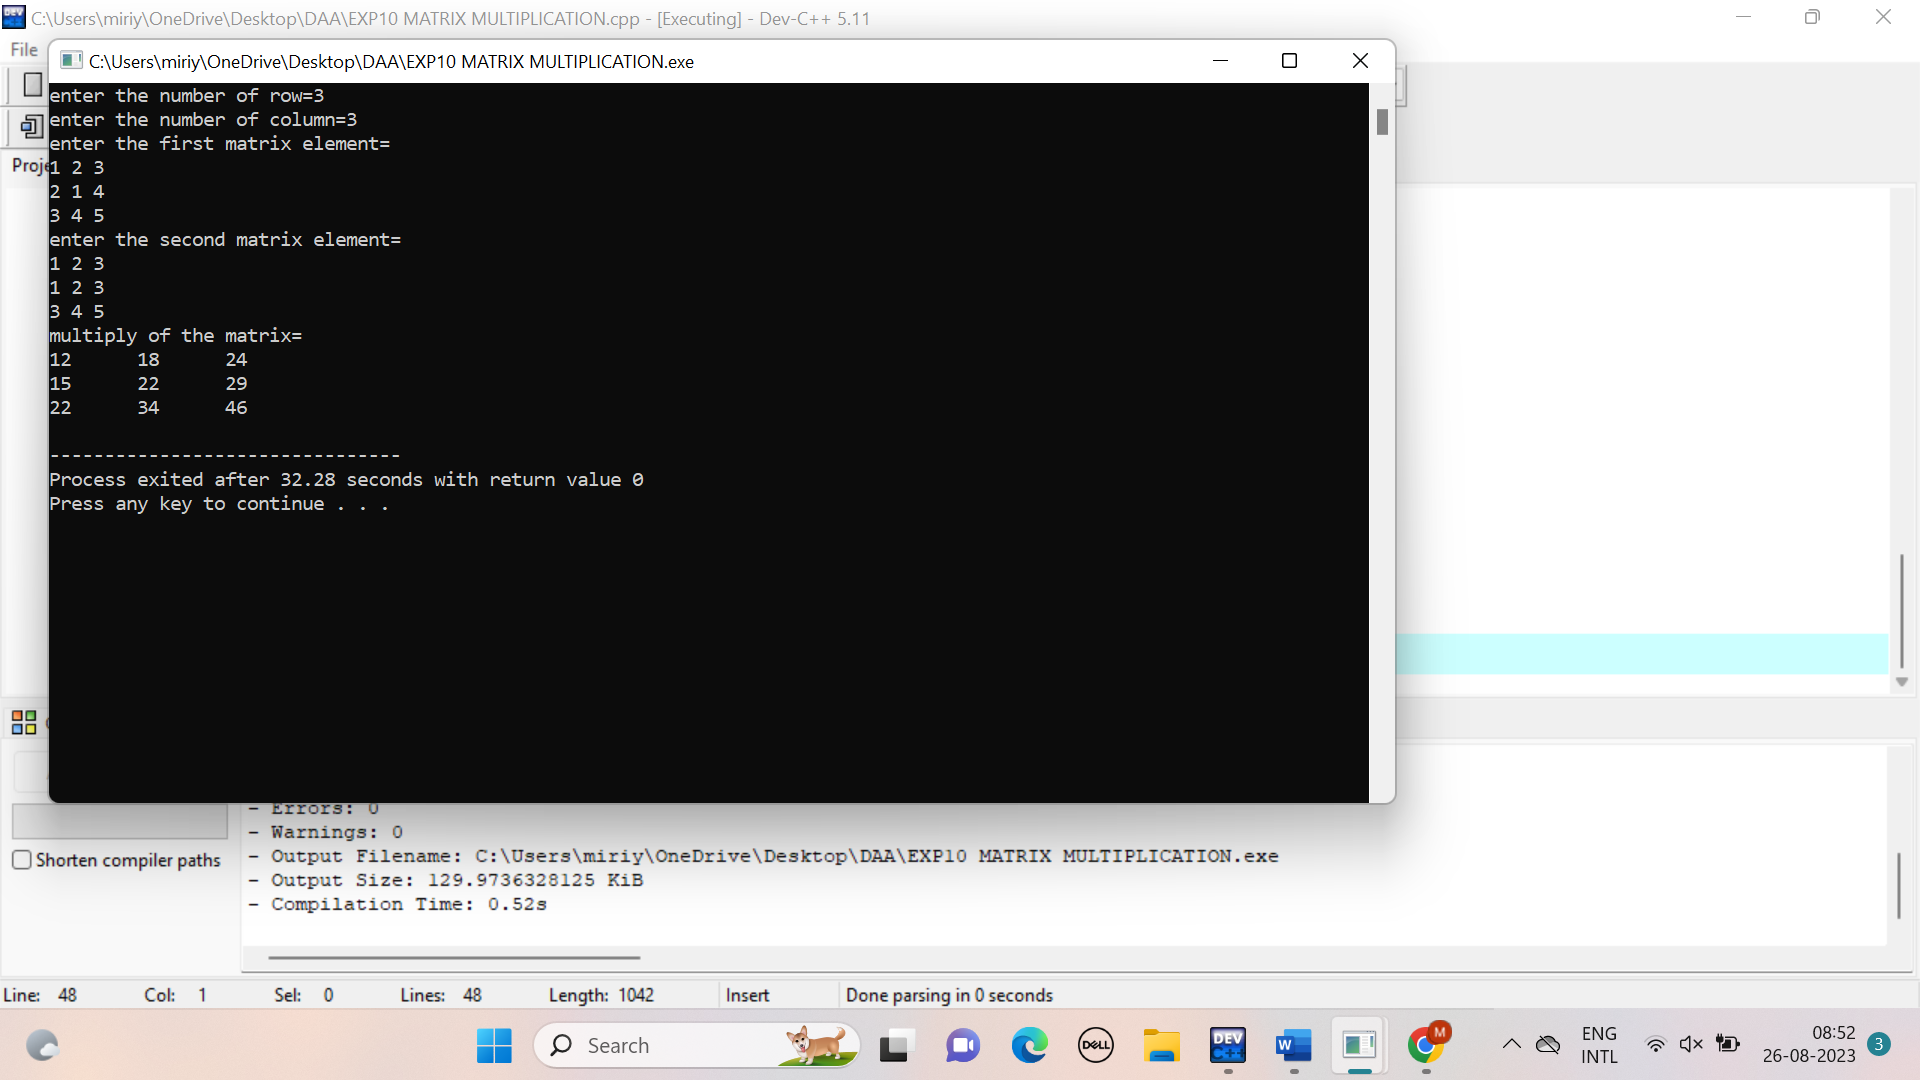 C:\Users\miriy\OneDrive\Desktop\DAA\EXP10 MATRIX MULTIPLICATION.cpp - [Executing] - Dev-C++ 5.11
File
C:\Users\miriy\OneDrive\Desktop\DAA\EXP10 MATRIX MULTIPLICATION.exe
enter the number of row=3
enter the number of column=3
enter the first matrix element=
Proje
1 2 3
2 1 4
3 4 5
enter the second matrix element=
1 2 3
1 2 3
3 4 5
multiply of the matrix=
12 18 24
15 22 29
22 34 46
--------------------------------
Process exited after 32.28 seconds with return value 0
Press any key to continue . . .
- Errors: 0
- Warnings: 0
- Output Filename: C:\Users\miriy\OneDrive\Desktop\DAA\EXP10 MATRIX MULTIPLICATION.exe
- Output Size: 129.9736328125 KiB
- Compilation Time: 0.52s
Shorten compiler paths
Line: 48 Col: 1 Sel: 0 Lines: 48 Length: 1042 Insert Done parsing in 0 seconds
Search
DELL
DEV C++
W
M
ENG
INTL
08:52
26-08-2023
3